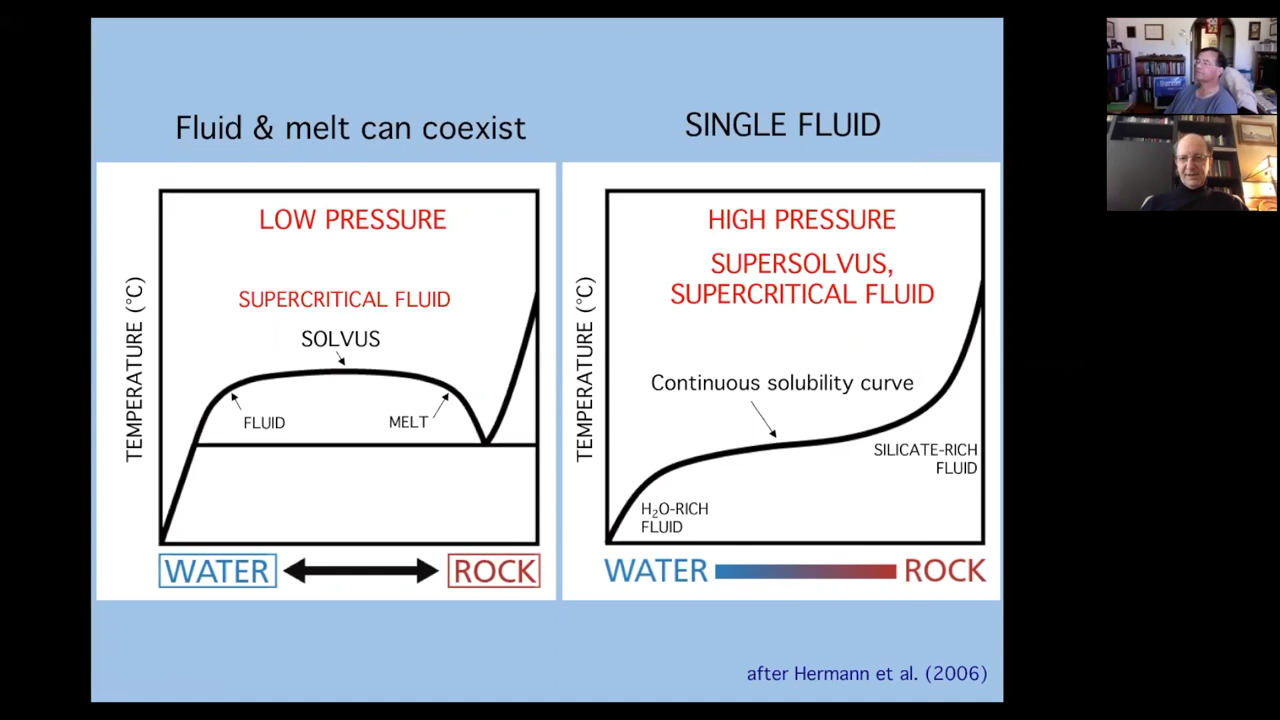 Fluid & melt can coexist
SINGLE FLUID
LOW PRESSURE
SUPERCRITICAL FLUID
SOLVUS
FLUID
MELT
TEMPERATURE (°C)
WATER
ROCK
HIGH PRESSURE
SUPERSOLVUS,
SUPERCRITICAL FLUID
Continuous solubility curve
SILICATE-RICH
FLUID
H₂O-RICH
FLUID
TEMPERATURE (°C)
WATER
ROCK
after Hermann et al. (2006)